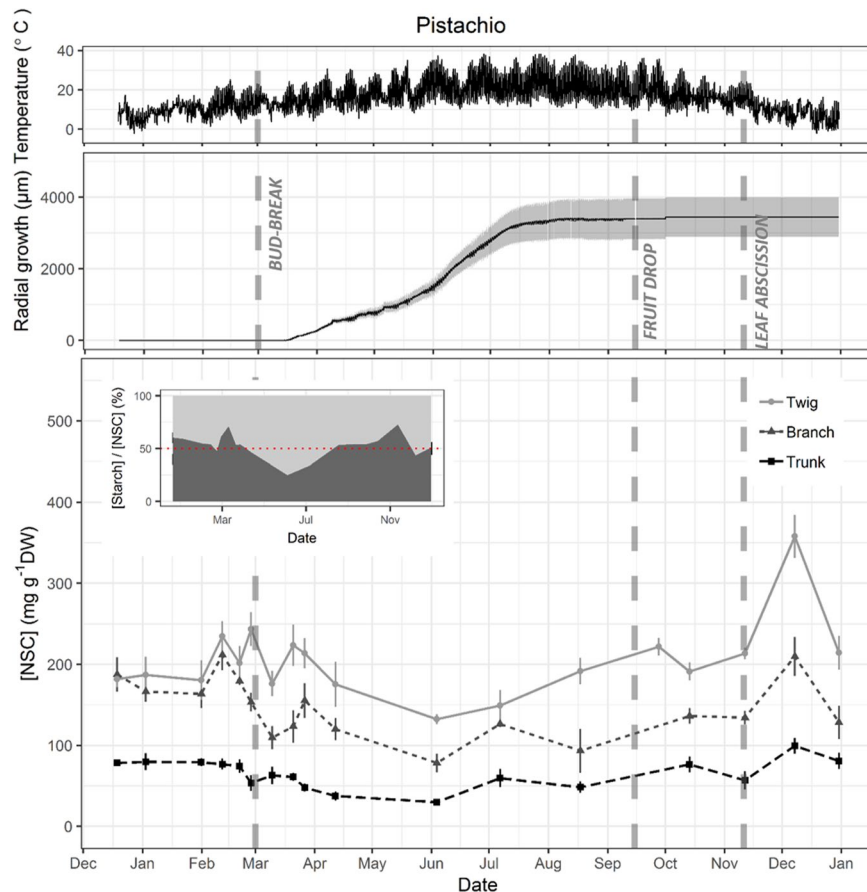 Pistachio
Temperature (° C)
40
20
0
Radial growth (µm)
4000
2000
0
BUD-BREAK
FRUIT DROP
LEAF ABSCISSION
[NSC] (mg g⁻¹DW)
500
400
300
200
100
0
[Starch] / [NSC] (%)
100
50
0
Mar Jul Nov
Date
Twig
Branch
Trunk
Dec Jan Feb Mar Apr May Jun Jul Aug Sep Oct Nov Dec Jan
Date